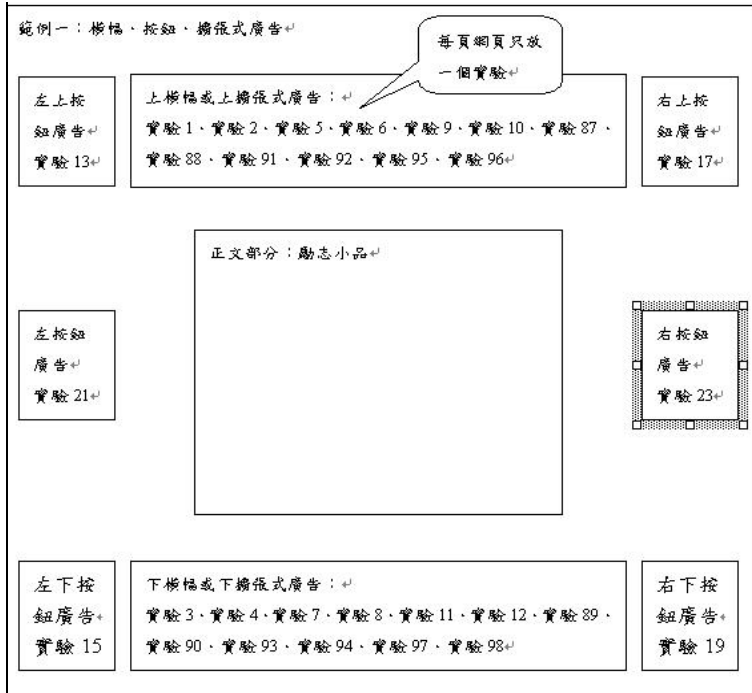 範例一：橫幅、按鈕、擴張式廣告
每頁網頁只放
一個實驗
左上按
鈕廣告
實驗 13
上橫幅或上擴張式廣告：
實驗 1、實驗 2、實驗 5、實驗 6、實驗 9、實驗 10、實驗 87、
實驗 88、實驗 91、實驗 92、實驗 95、實驗 96
右上按
鈕廣告
實驗 17
正文部分：勵志小品
左按鈕
廣告
實驗 21
右按鈕
廣告
實驗 23
左下按
鈕廣告
實驗 15
下橫幅或下擴張式廣告：
實驗 3、實驗 4、實驗 7、實驗 8、實驗 11、實驗 12、實驗 89、
實驗 90、實驗 93、實驗 94、實驗 97、實驗 98
右下按
鈕廣告
實驗 19